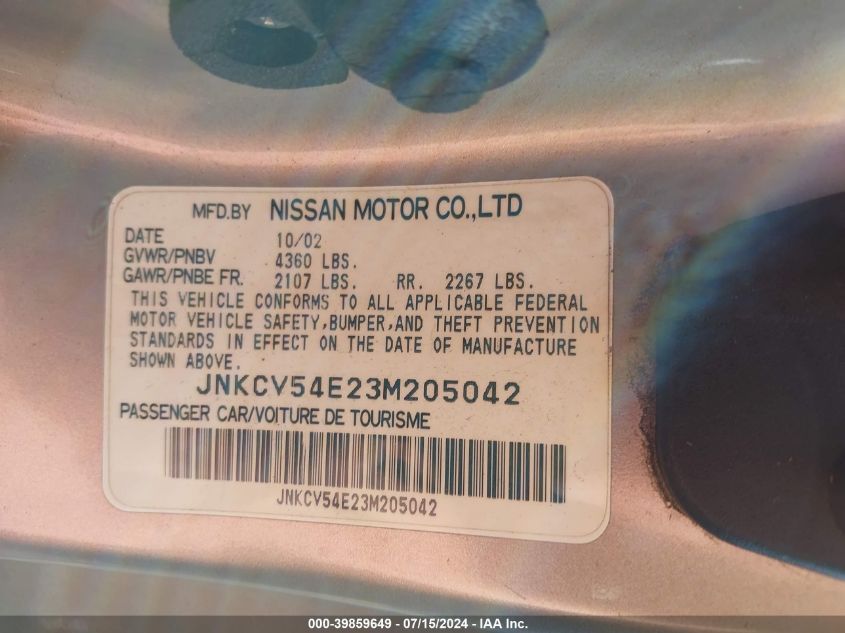 MFD.BY NISSAN MOTOR CO.,LTD
DATE 10/02
GVWR/PNBV 4360 LBS.
GAWR/PNBE FR. 2107 LBS. RR. 2267 LBS.
THIS VEHICLE CONFORMS TO ALL APPLICABLE FEDERAL
MOTOR VEHICLE SAFETY,BUMPER,AND THEFT PREVENTION
STANDARDS IN EFFECT ON THE DATE OF MANUFACTURE
SHOWN ABOVE.
JNKCV54E23M205042
PASSENGER CAR/VOITURE DE TOURISME
JNKCV54E23M205042
000-39859649 / 07/15/2024 - IAA Inc.